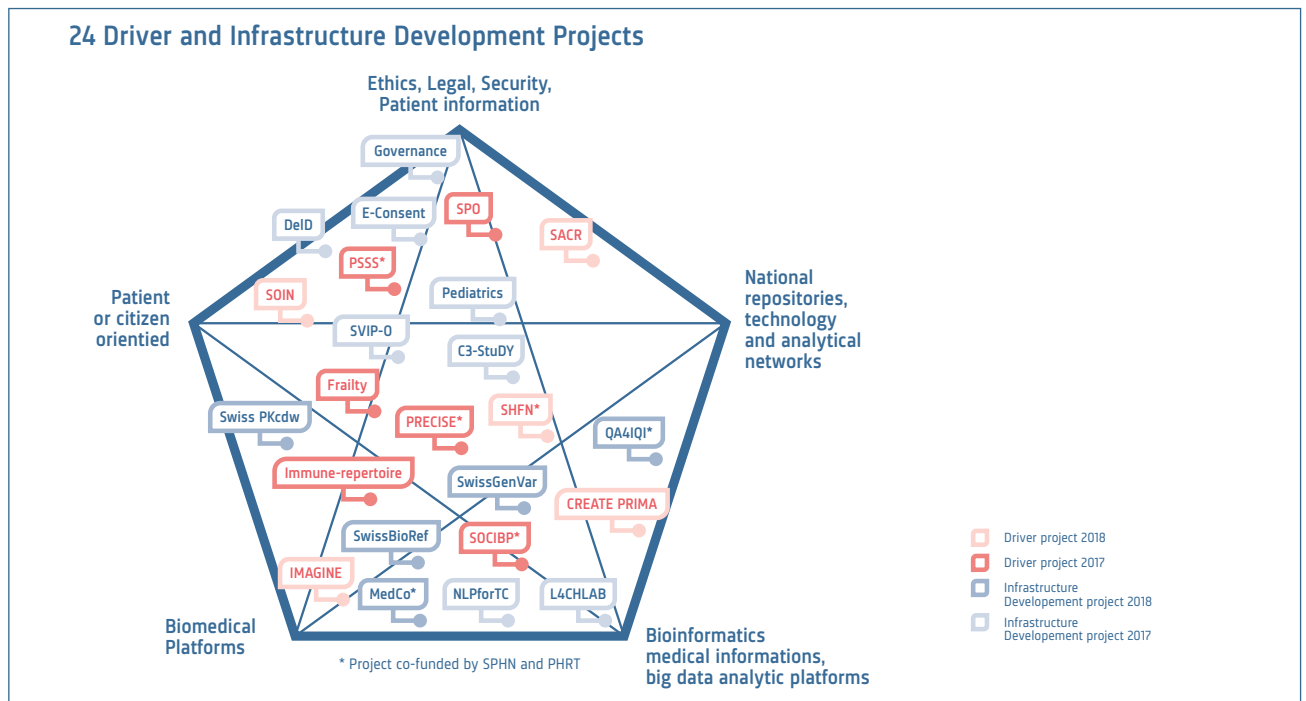 24 Driver and Infrastructure Development Projects
Ethics, Legal, Security,
Patient information
Governance
E-Consent
SPO
DeID
SACR
PSSS*
SOIN
Pediatrics
National
repositories,
technology
and analytical
networks
Patient
or citizen
orientied
SVIP-O
C3-StuDY
Frailty
Swiss PKcdw
PRECISE*
SHFN*
QA4IQI*
Immune-repertoire
SwissGenVar
CREATE PRIMA
SwissBioRef
SOCIBP*
IMAGINE
MedCo*
NLPforTC
L4CHLAB
Biomedical
Platforms
Bioinformatics
medical informations,
big data analytic platforms
* Project co-funded by SPHN and PHRT
Driver project 2018
Driver project 2017
Infrastructure
Developement project 2018
Infrastructure
Developement project 2017